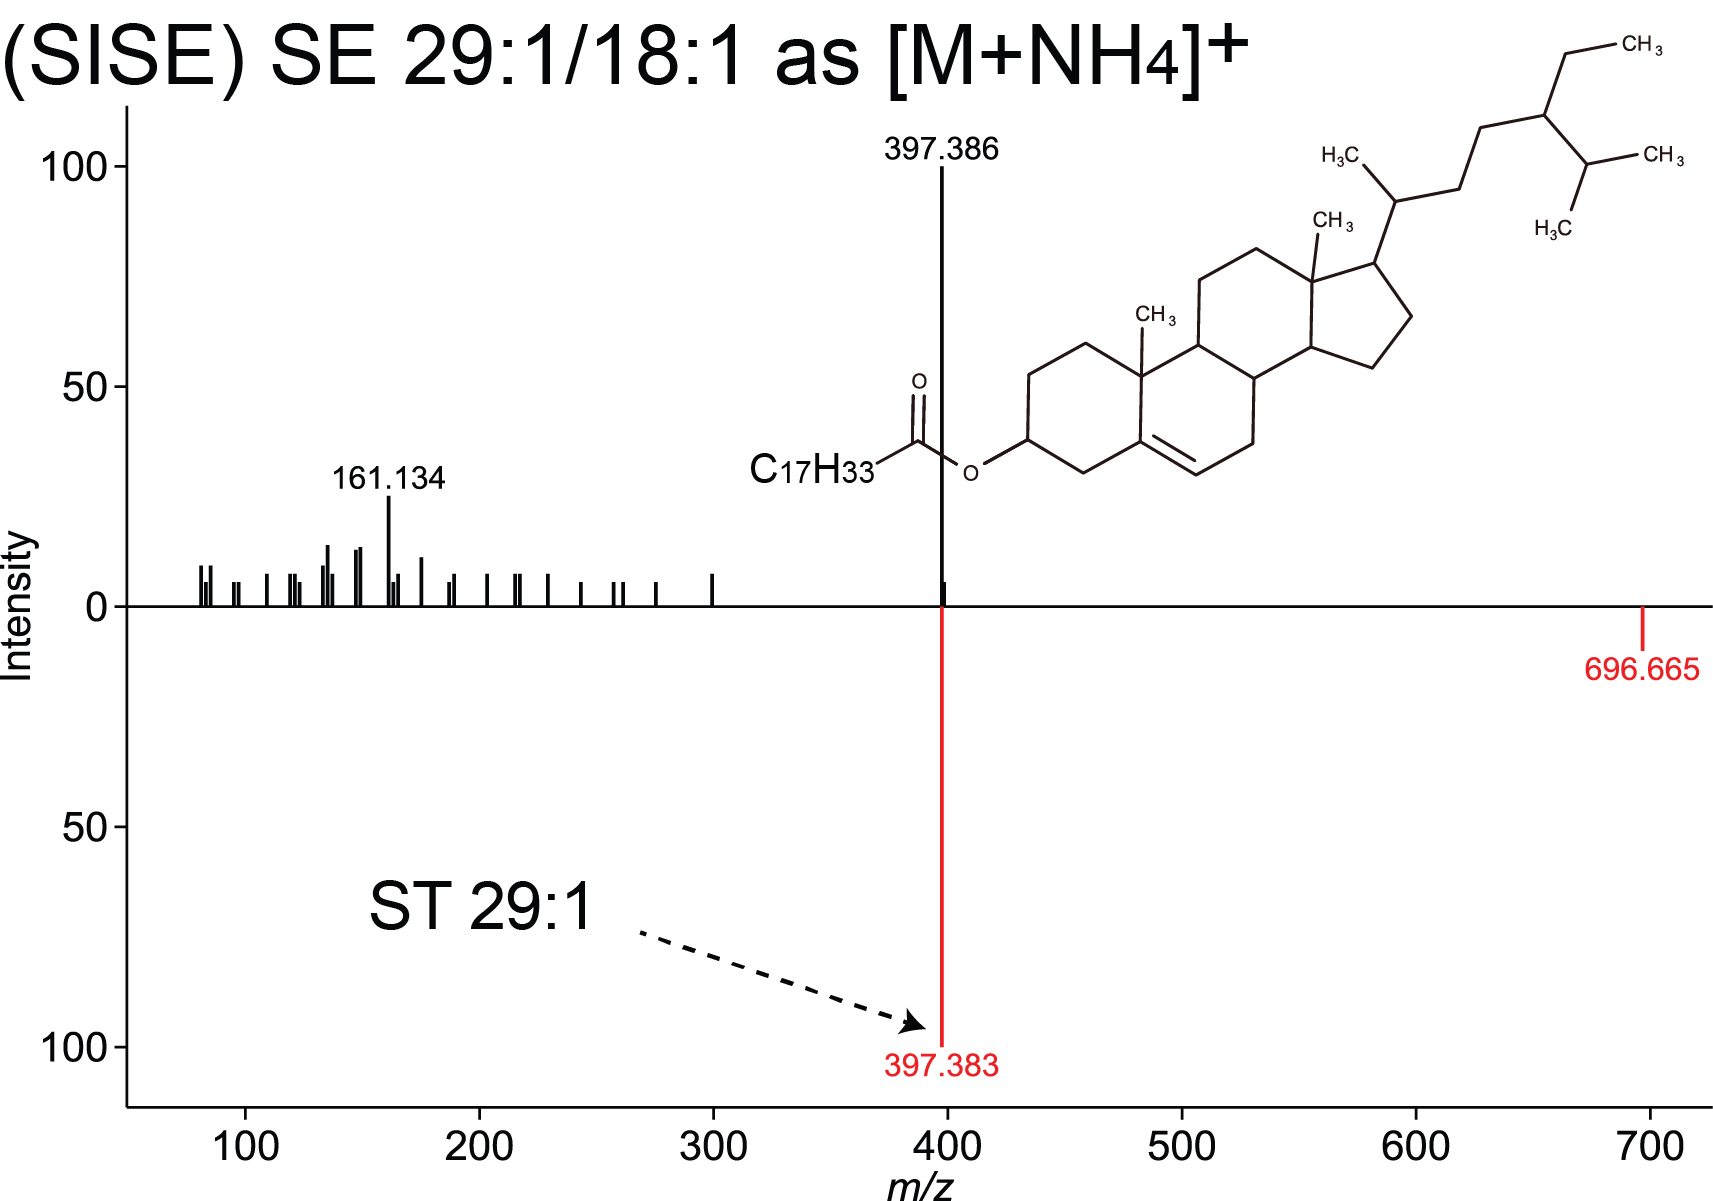 (SISE) SE 29:1/18:1 as [M+NH4]+
CH3
397.386
100
H3C
CH3
CH3
H3C
CH3
50
O
C17H33
O
161.134
Intensity
0
696.665
50
ST 29:1
100
397.383
100 200 300 400 500 600 700
m/z